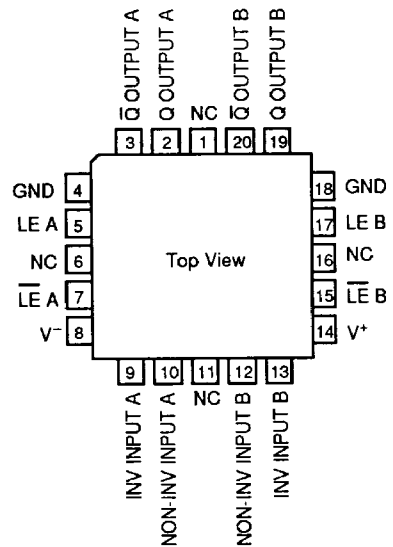 IQ OUTPUT A
Q OUTPUT A
NC
IQ OUTPUT B
Q OUTPUT B
3 2 1 20 19
GND 4
LE A 5
NC 6
L̅E̅ A 7
V⁻ 8
Top View
18 GND
17 LE B
16 NC
15 L̅E̅ B
14 V⁺
9 10 11 12 13
INV INPUT A
NON-INV INPUT A
NC
NON-INV INPUT B
INV INPUT B